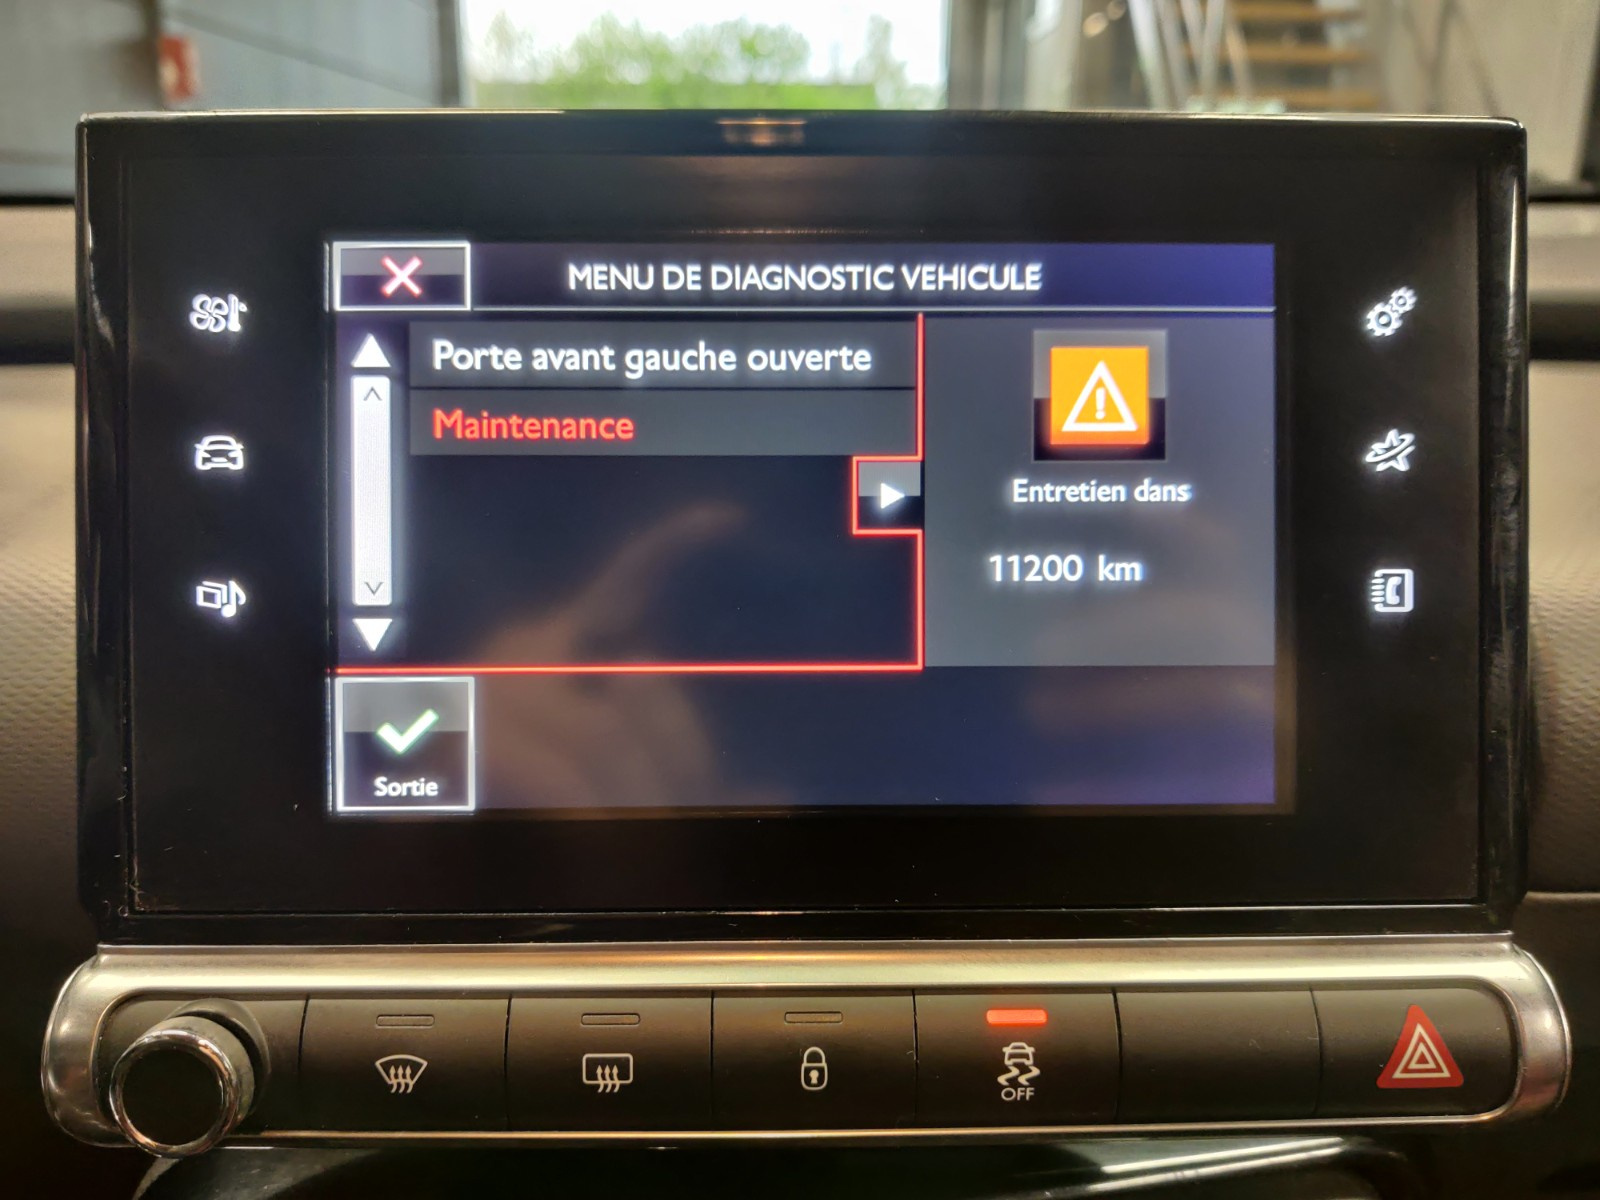 MENU DE DIAGNOSTIC VEHICULE
Porte avant gauche ouverte
Maintenance
Entretien dans
11200 km
Sortie
OFF